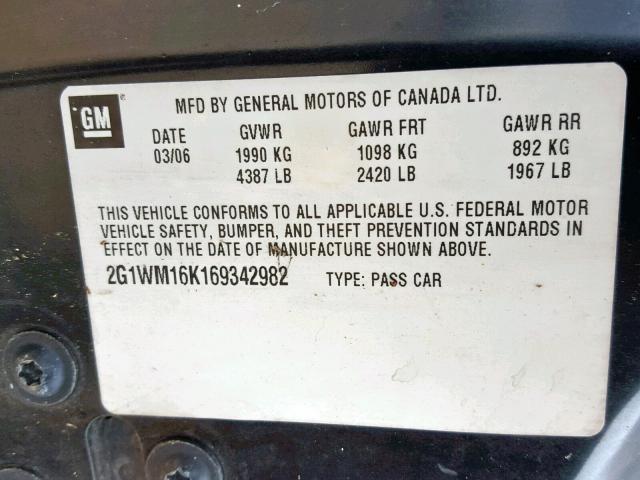 GM
MFD BY GENERAL MOTORS OF CANADA LTD.
DATE GVWR GAWR FRT GAWR RR
03/06 1990 KG 1098 KG 892 KG
4387 LB 2420 LB 1967 LB
THIS VEHICLE CONFORMS TO ALL APPLICABLE U.S. FEDERAL MOTOR
VEHICLE SAFETY, BUMPER, AND THEFT PREVENTION STANDARDS IN
EFFECT ON THE DATE OF MANUFACTURE SHOWN ABOVE.
2G1WM16K169342982 TYPE: PASS CAR